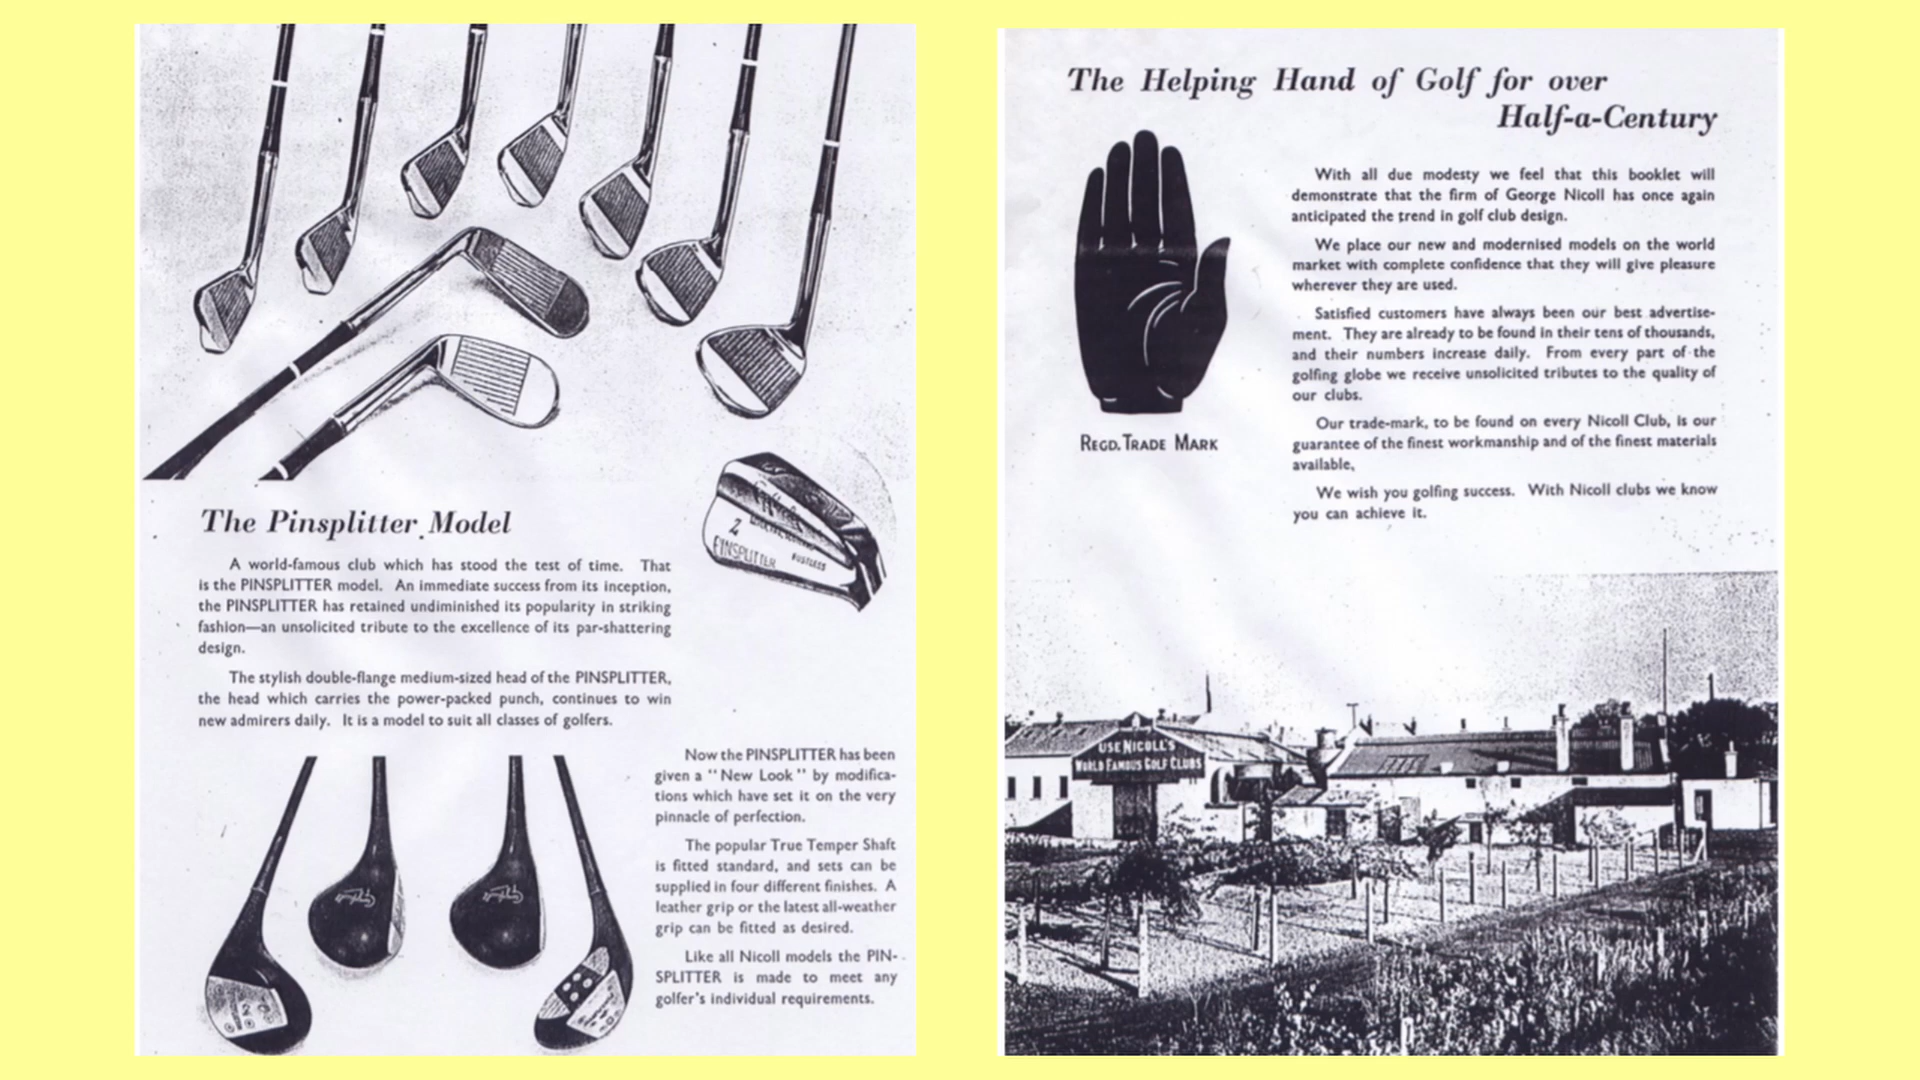 The Pinsplitter Model
A world-famous club which has stood the test of time. That
is the PINSPLITTER model. An immediate success from its inception,
the PINSPLITTER has retained undiminished its popularity in striking
fashion—an unsolicited tribute to the excellence of its par-shattering
design.
The stylish double-flange medium-sized head of the PINSPLITTER,
the head which carries the power-packed punch, continues to win
new admirers daily. It is a model to suit all classes of golfers.
2
PINSPLITTER
RUSTLESS
Now the PINSPLITTER has been
given a "New Look" by modifica-
tions which have set it on the very
pinnacle of perfection.
The popular True Temper Shaft
is fitted standard, and sets can be
supplied in four different finishes. A
leather grip or the latest all-weather
grip can be fitted as desired.
Like all Nicoll models the PIN-
SPLITTER is made to meet any
golfer's individual requirements.
2
The Helping Hand of Golf for over
Half-a-Century
REGD. TRADE MARK
With all due modesty we feel that this booklet will
demonstrate that the firm of George Nicoll has once again
anticipated the trend in golf club design.
We place our new and modernised models on the world
market with complete confidence that they will give pleasure
wherever they are used.
Satisfied customers have always been our best advertise-
ment. They are already to be found in their tens of thousands,
and their numbers increase daily. From every part of the
golfing globe we receive unsolicited tributes to the quality of
our clubs.
Our trade-mark, to be found on every Nicoll Club, is our
guarantee of the finest workmanship and of the finest materials
available,
We wish you golfing success. With Nicoll clubs we know
you can achieve it.
USE NICOLL'S
WORLD FAMOUS GOLF CLUBS